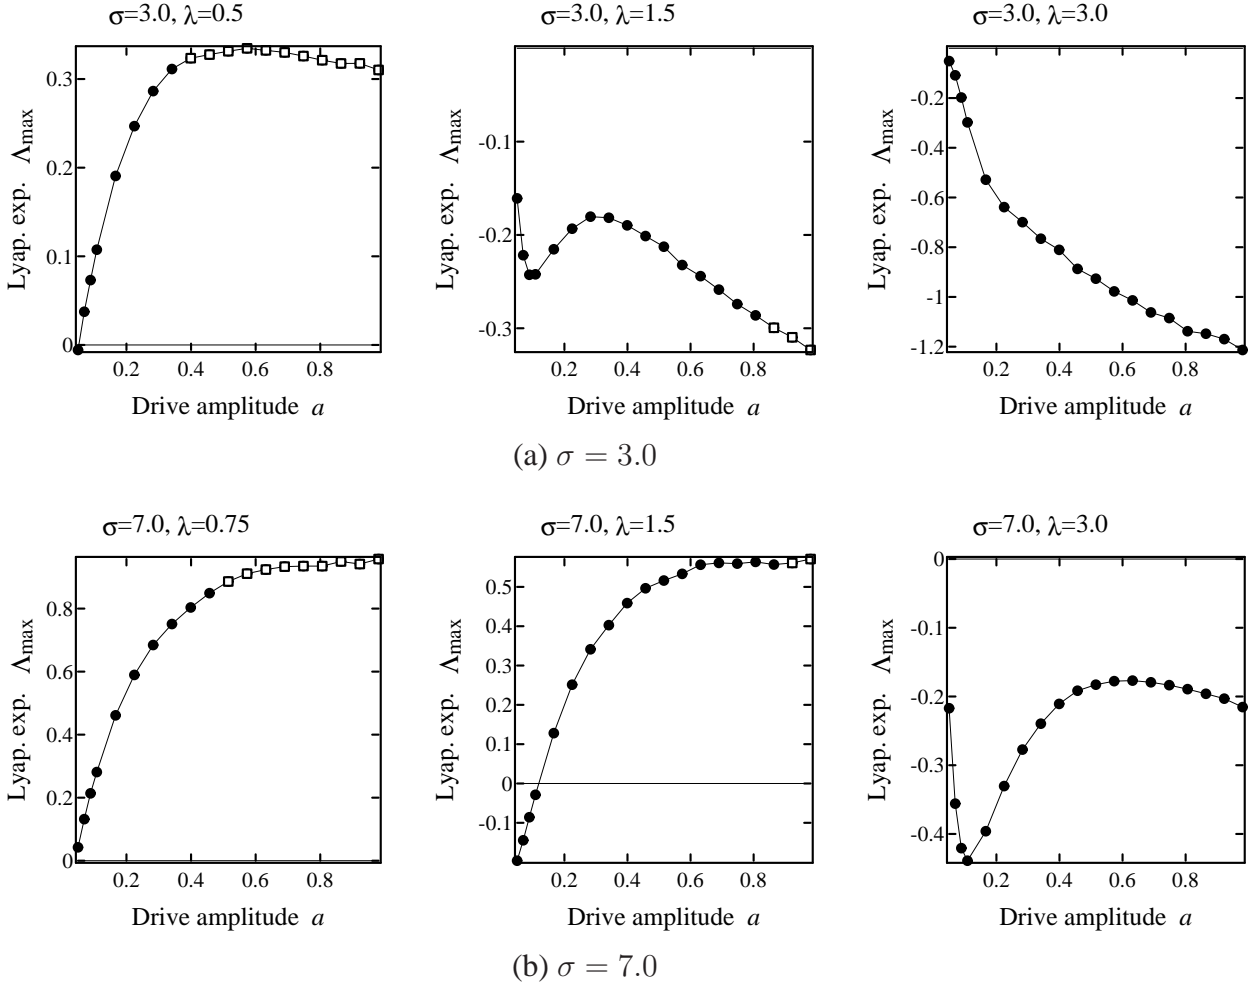 σ=3.0, λ=0.5
Lyap. exp. Λmax
0.3
0.2
0.1
0
0.2 0.4 0.6 0.8
Drive amplitude a
σ=3.0, λ=1.5
Lyap. exp. Λmax
-0.1
-0.2
-0.3
0.2 0.4 0.6 0.8
Drive amplitude a
σ=3.0, λ=3.0
Lyap. exp. Λmax
-0.2
-0.4
-0.6
-0.8
-1
-1.2
0.2 0.4 0.6 0.8
Drive amplitude a
(a) σ = 3.0
σ=7.0, λ=0.75
Lyap. exp. Λmax
0.8
0.6
0.4
0.2
0
0.2 0.4 0.6 0.8
Drive amplitude a
σ=7.0, λ=1.5
Lyap. exp. Λmax
0.5
0.4
0.3
0.2
0.1
0
-0.1
0.2 0.4 0.6 0.8
Drive amplitude a
σ=7.0, λ=3.0
Lyap. exp. Λmax
0
-0.1
-0.2
-0.3
-0.4
0.2 0.4 0.6 0.8
Drive amplitude a
(b) σ = 7.0